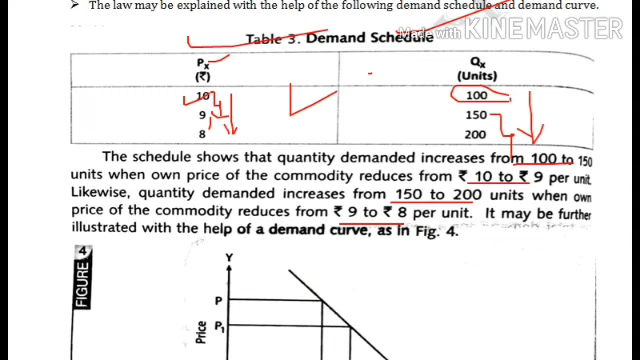 ➤ The law may be explained with the help of the following demand schedule and demand curve.
Made with KINEMASTER
Table 3. Demand Schedule
Px Qx
(₹) (Units)
10 100
9 150
8 200
The schedule shows that quantity demanded increases from 100 to 150
units when own price of the commodity reduces from ₹ 10 to ₹ 9 per unit.
Likewise, quantity demanded increases from 150 to 200 units when own
price of the commodity reduces from ₹ 9 to ₹ 8 per unit. It may be further
illustrated with the help of a demand curve, as in Fig. 4.
FIGURE 4
Y
P
P1
Price